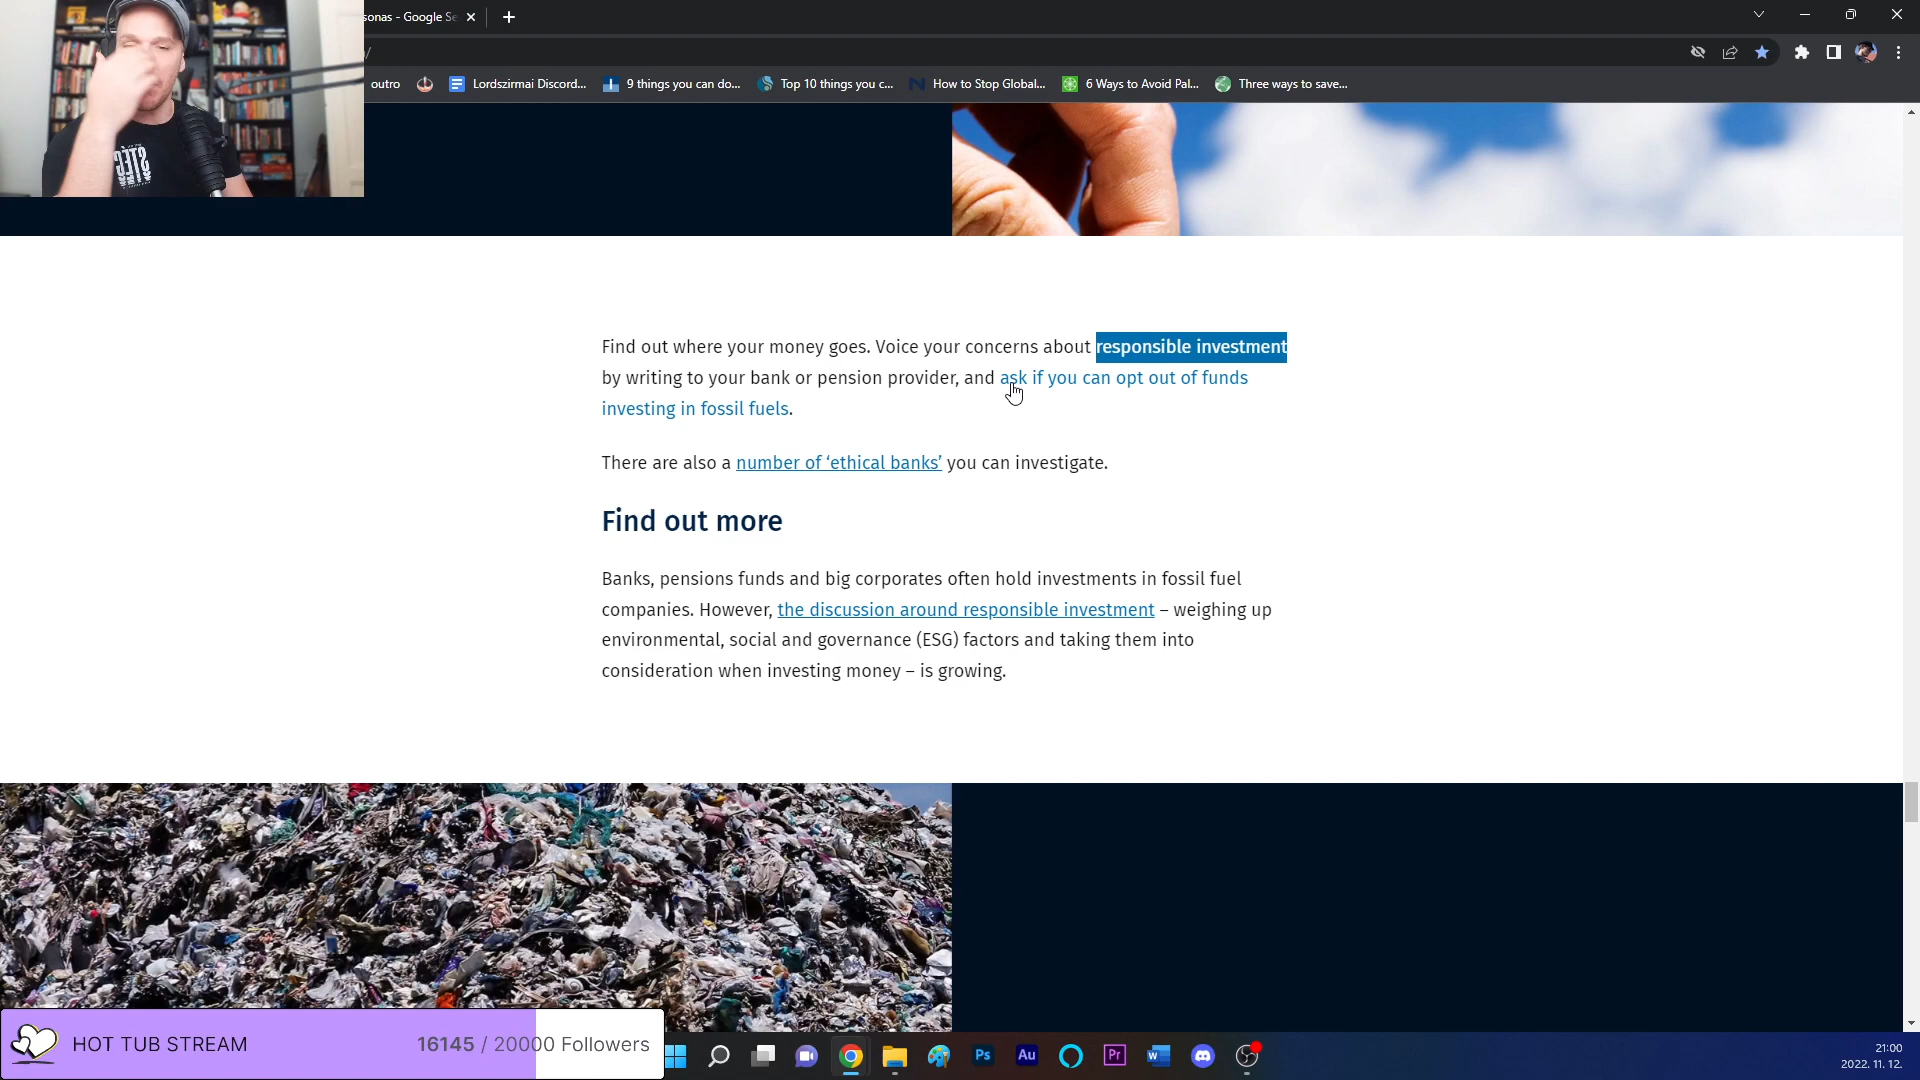 sonas - Google Se
/
outro
Lordszirmai Discord...
9 things you can do...
Top 10 things you c...
How to Stop Global...
6 Ways to Avoid Pal...
Three ways to save...
Find out where your money goes. Voice your concerns about responsible investment
by writing to your bank or pension provider, and ask if you can opt out of funds
investing in fossil fuels.
There are also a number of ‘ethical banks’ you can investigate.
Find out more
Banks, pensions funds and big corporates often hold investments in fossil fuel
companies. However, the discussion around responsible investment – weighing up
environmental, social and governance (ESG) factors and taking them into
consideration when investing money – is growing.
HOT TUB STREAM
16145 / 20000 Followers
Ps
Au
Pr
W
21:00
2022. 11. 12.